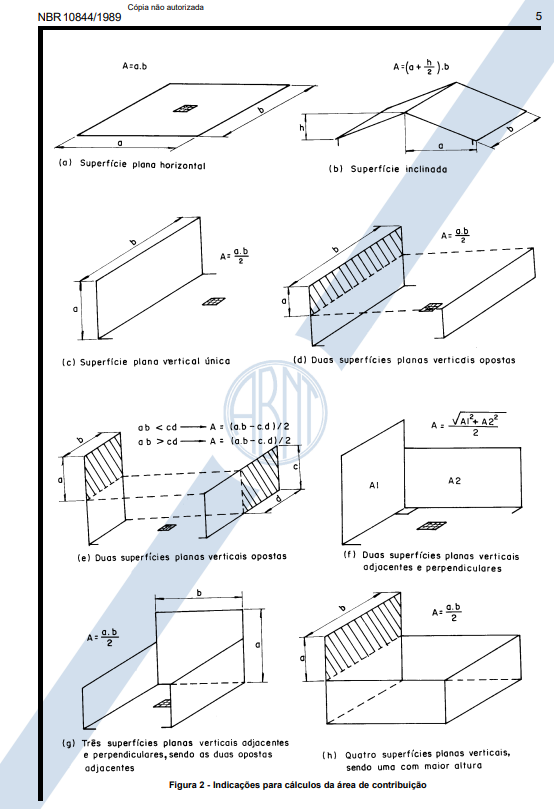 Cópia não autorizada
NBR 10844/1989
5
A=a.b
b
a
(a) Superfície plana horizontal
A=(a + h/2).b
h
a
b
(b) Superfície inclinada
b
A= a.b/2
a
(c) Superfície plana vertical única
b
A= a.b/2
a
(d) Duas superfícies planas verticais opostas
ABNT
ab < cd → A = (a.b - c.d)/2
ab > cd → A = (a.b - c.d)/2
b
a
c
d
(e) Duas superfícies planas verticais opostas
A = √A1²+A2²/2
A1
A2
(f) Duas superfícies planas verticais
adjacentes e perpendiculares
b
A= a.b/2
a
(g) Três superfícies planas verticais adjacentes
e perpendiculares, sendo as duas opostas
adjacentes
b
A= a.b/2
a
(h) Quatro superfícies planas verticais,
sendo uma com maior altura
Figura 2 - Indicações para cálculos da área de contribuição